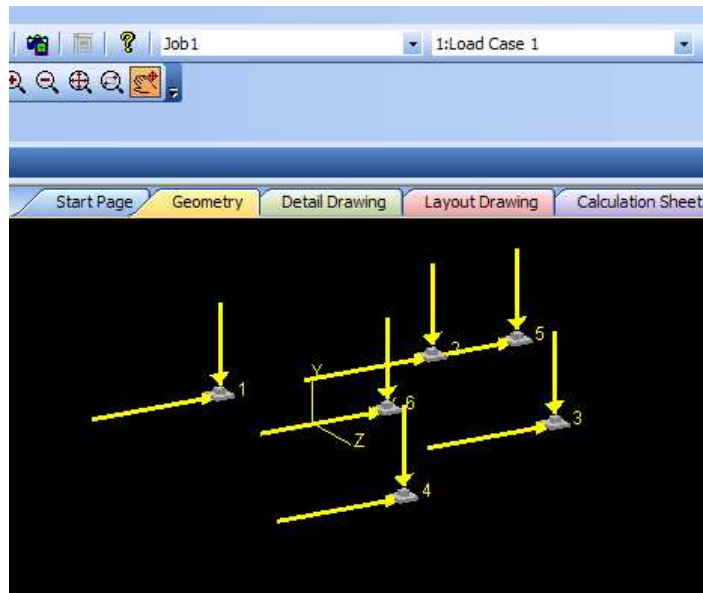 Job1 1:Load Case 1
Start Page Geometry Detail Drawing Layout Drawing Calculation Sheet
5
2
Y
1
6
3
Z
4